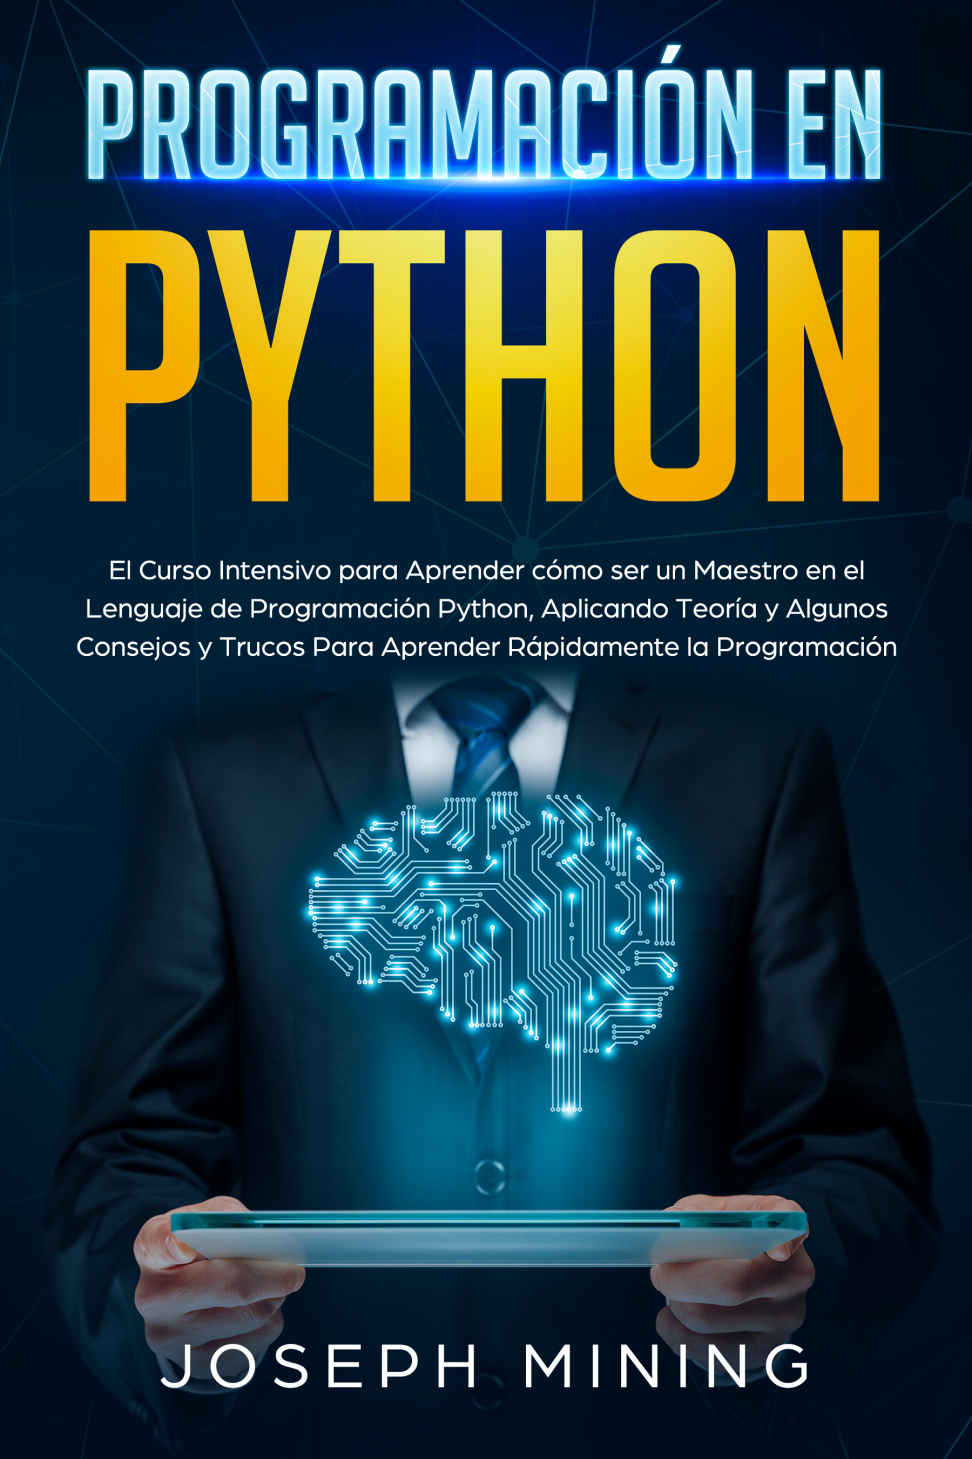 PROGRAMACIÓN EN
PYTHON
El Curso Intensivo para Aprender cómo ser un Maestro en el
Lenguaje de Programación Python, Aplicando Teoría y Algunos
Consejos y Trucos Para Aprender Rápidamente la Programación
JOSEPH MINING